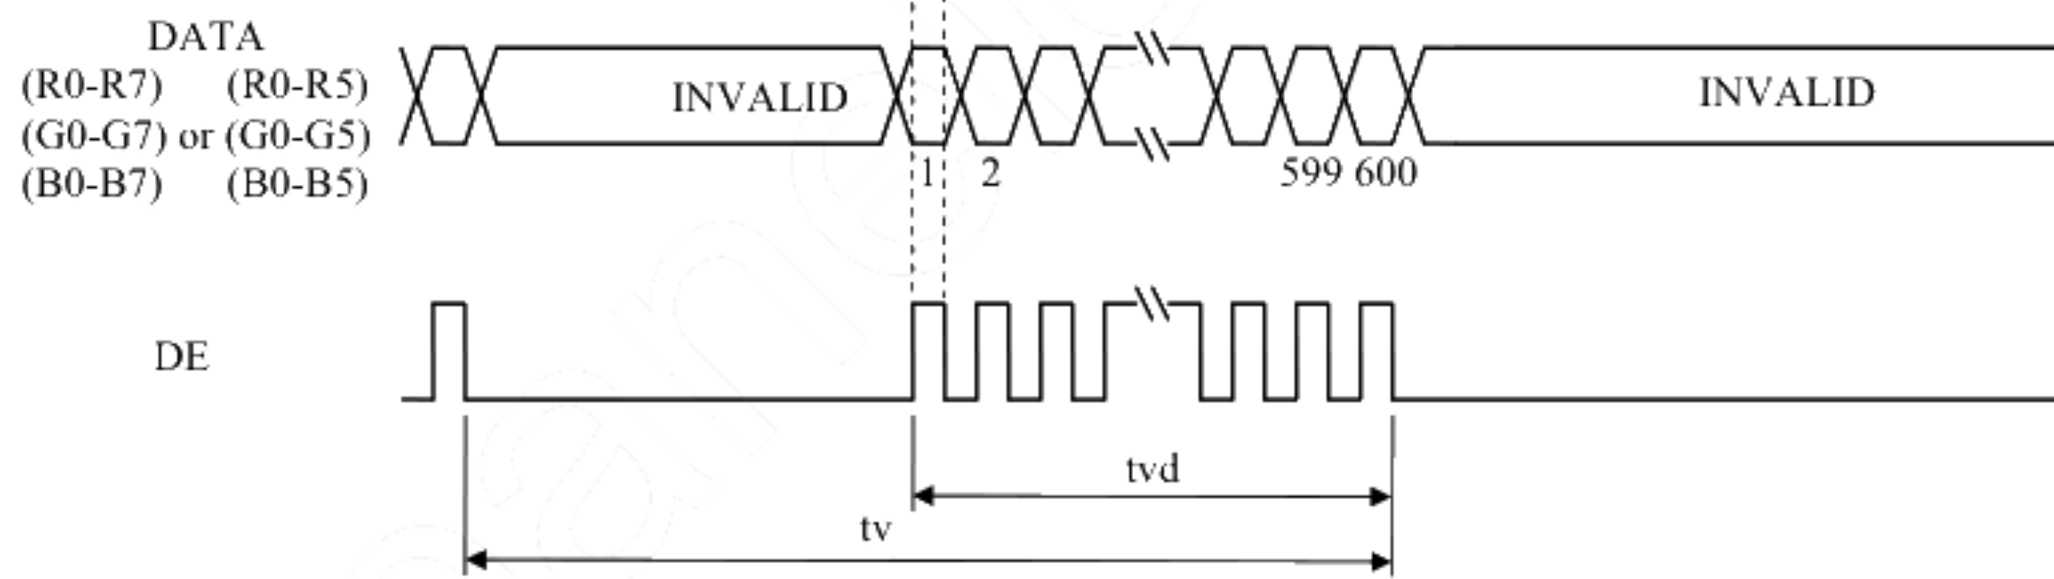 DATA
(R0-R7) (R0-R5)
(G0-G7) or (G0-G5)
(B0-B7) (B0-B5)
INVALID
INVALID
1 2 599 600
DE
tvd
tv